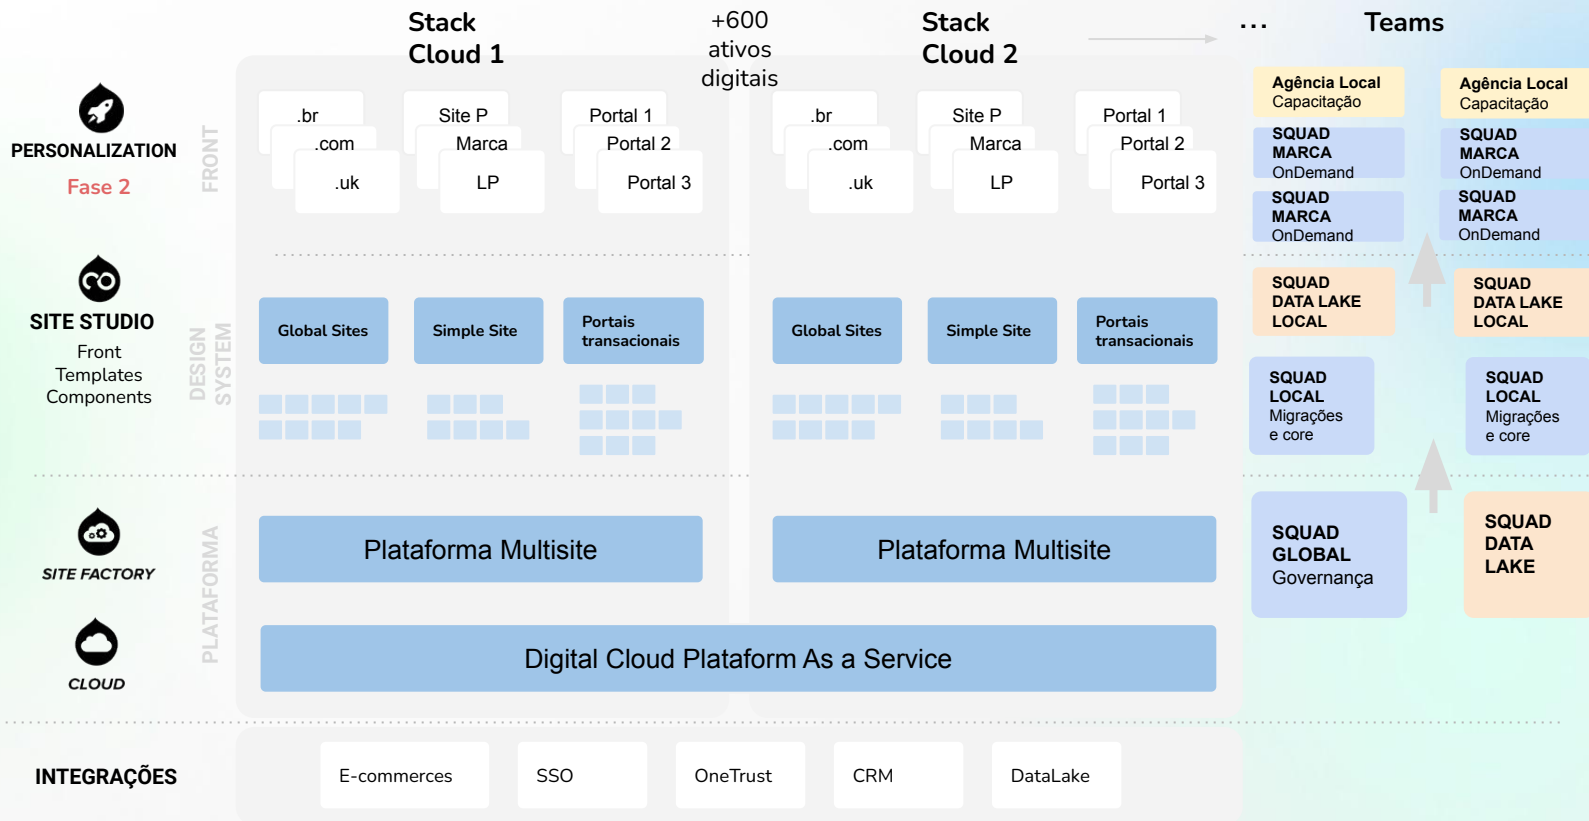 Stack
Cloud 1
+600
ativos
digitais
Stack
Cloud 2
...
Teams
PERSONALIZATION
Fase 2
FRONT
.br
.com
.uk
Site P
Marca
LP
Portal 1
Portal 2
Portal 3
.br
.com
.uk
Site P
Marca
LP
Portal 1
Portal 2
Portal 3
Agência Local
Capacitação
Agência Local
Capacitação
SQUAD
MARCA
OnDemand
SQUAD
MARCA
OnDemand
SQUAD
MARCA
OnDemand
SQUAD
MARCA
OnDemand
SITE STUDIO
Front
Templates
Components
DESIGN
SYSTEM
Global Sites
Simple Site
Portais
transacionais
Global Sites
Simple Site
Portais
transacionais
SQUAD
DATA LAKE
LOCAL
SQUAD
DATA LAKE
LOCAL
SQUAD
LOCAL
Migrações
e core
SQUAD
LOCAL
Migrações
e core
SITE FACTORY
CLOUD
PLATAFORMA
Plataforma Multisite
Plataforma Multisite
Digital Cloud Plataform As a Service
SQUAD
GLOBAL
Governança
SQUAD
DATA
LAKE
INTEGRAÇÕES
E-commerces
SSO
OneTrust
CRM
DataLake